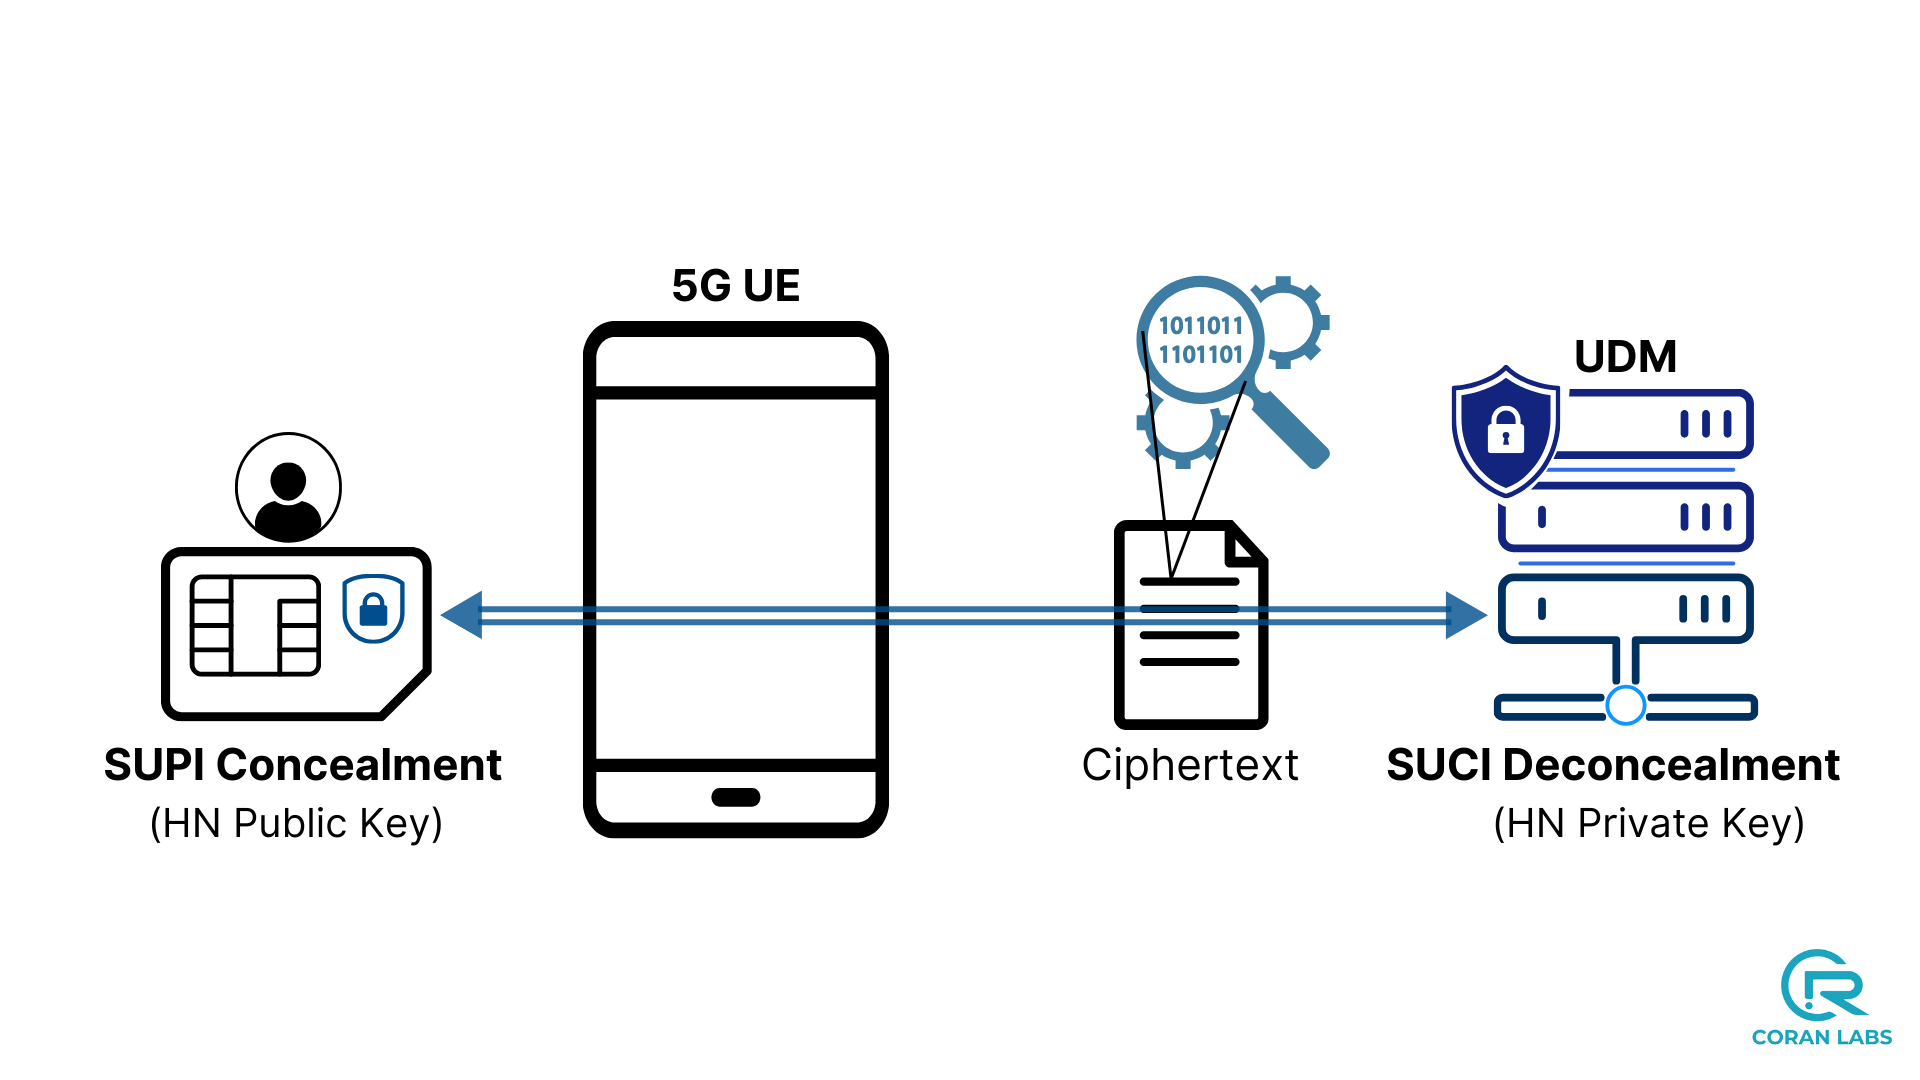 5G UE
1011011
1101101
UDM
SUPI Concealment
(HN Public Key)
Ciphertext
SUCI Deconcealment
(HN Private Key)
CORAN LABS